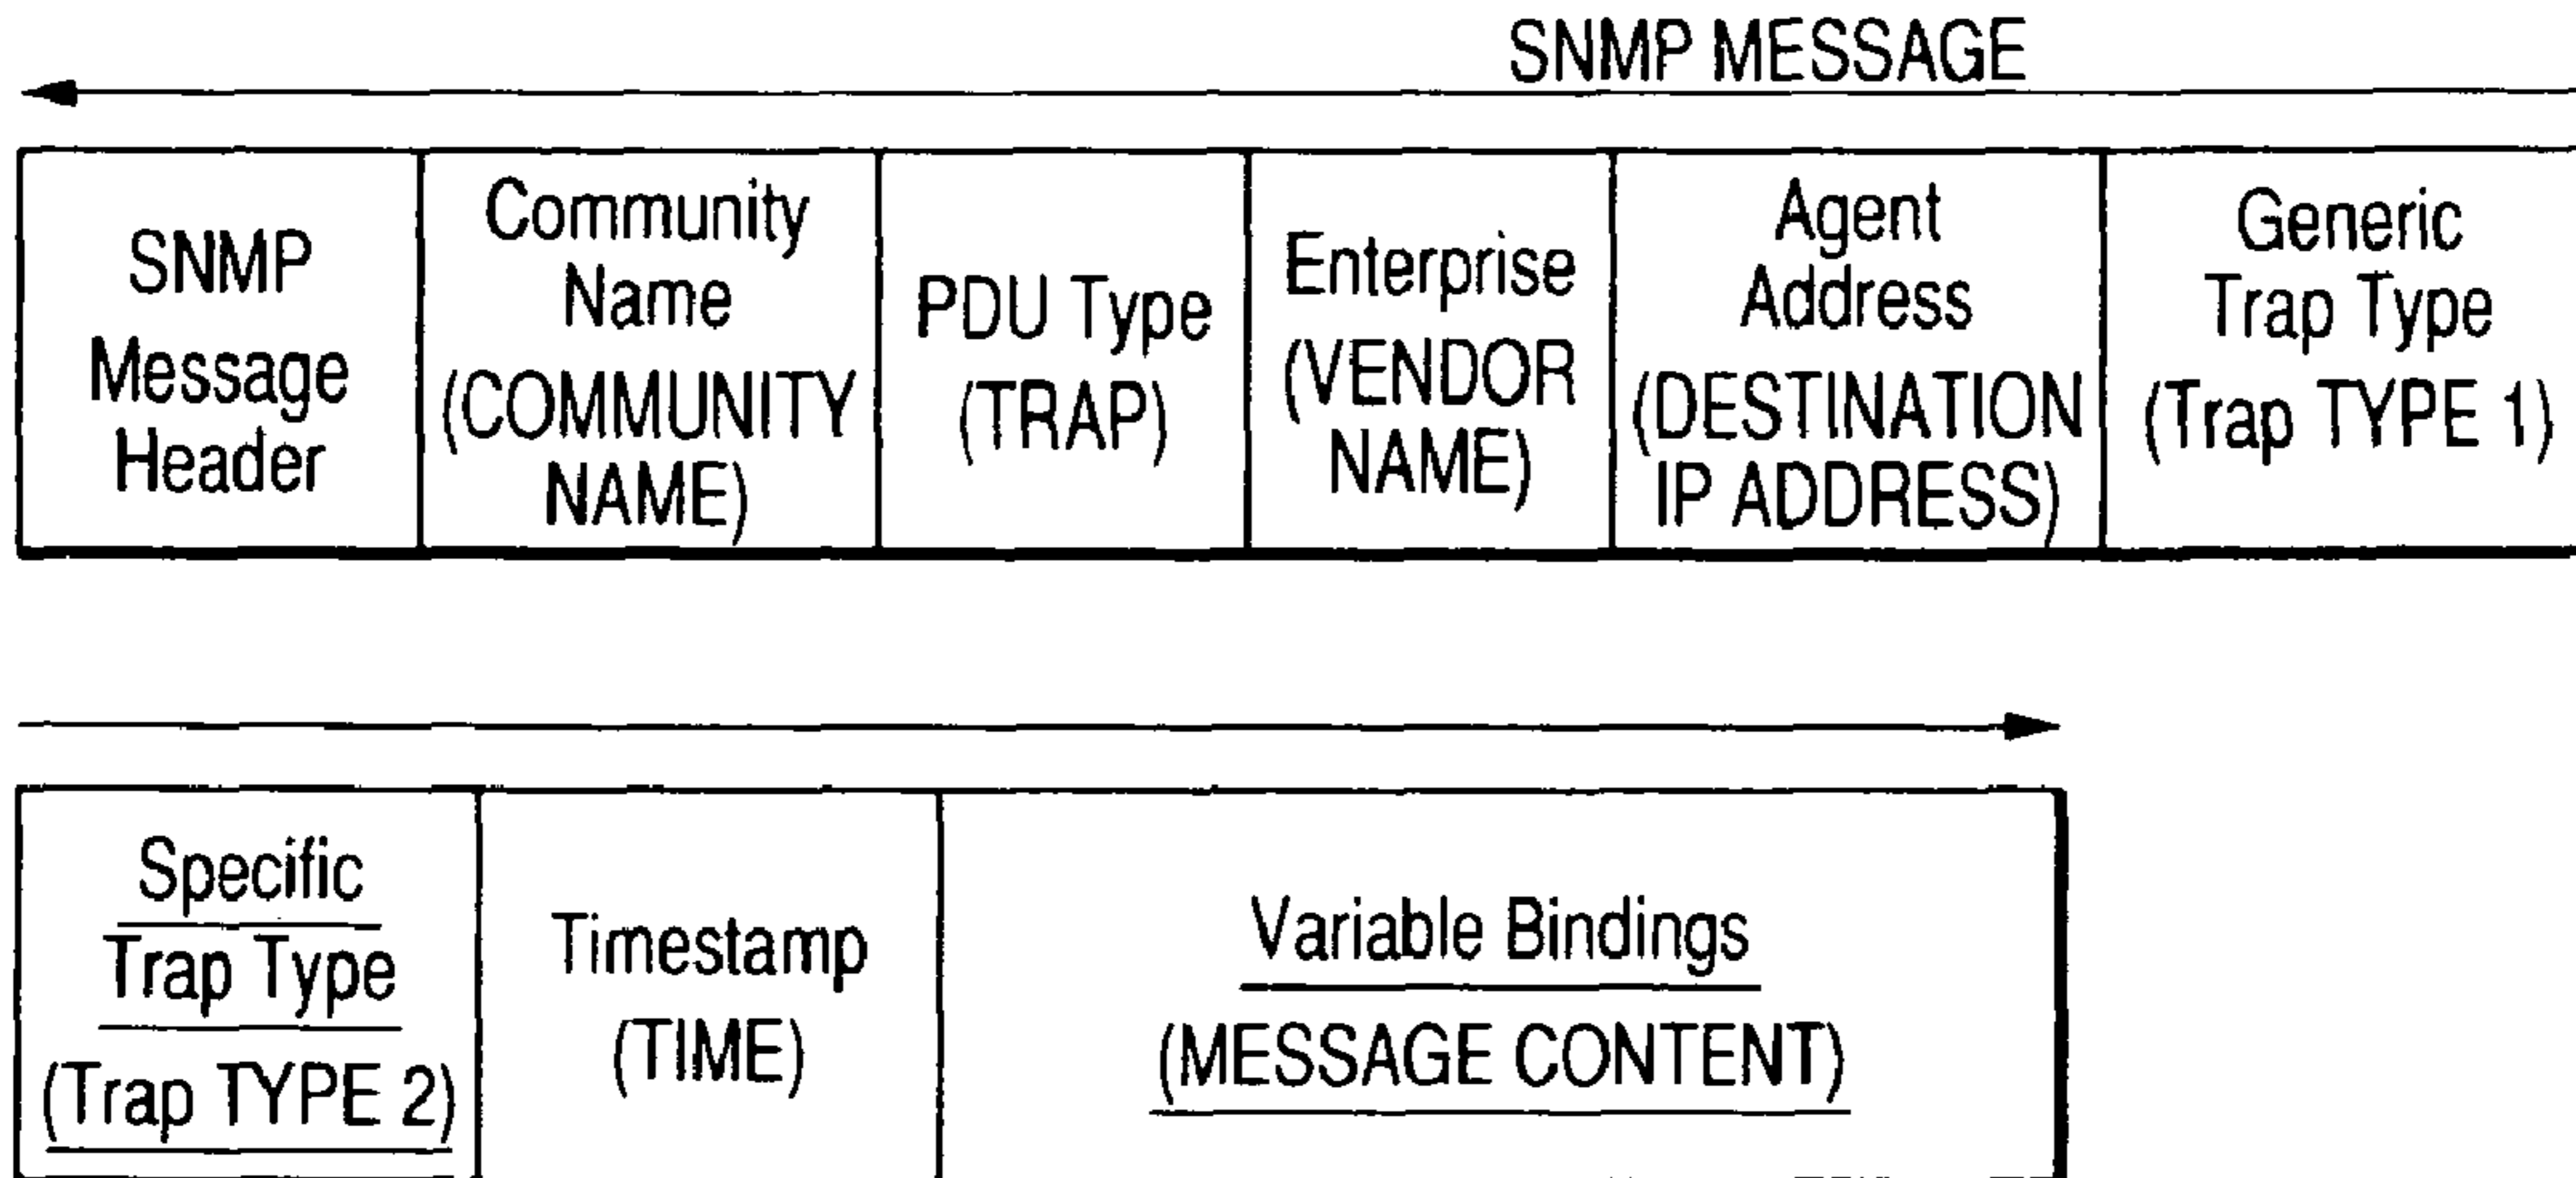 SNMP MESSAGE
SNMP
Message
Header
Community
Name
(COMMUNITY
NAME)
PDU Type
(TRAP)
Enterprise
(VENDOR
NAME)
Agent
Address
(DESTINATION
IP ADDRESS)
Generic
Trap Type
(Trap TYPE 1)
Specific
Trap Type
(Trap TYPE 2)
Timestamp
(TIME)
Variable Bindings
(MESSAGE CONTENT)